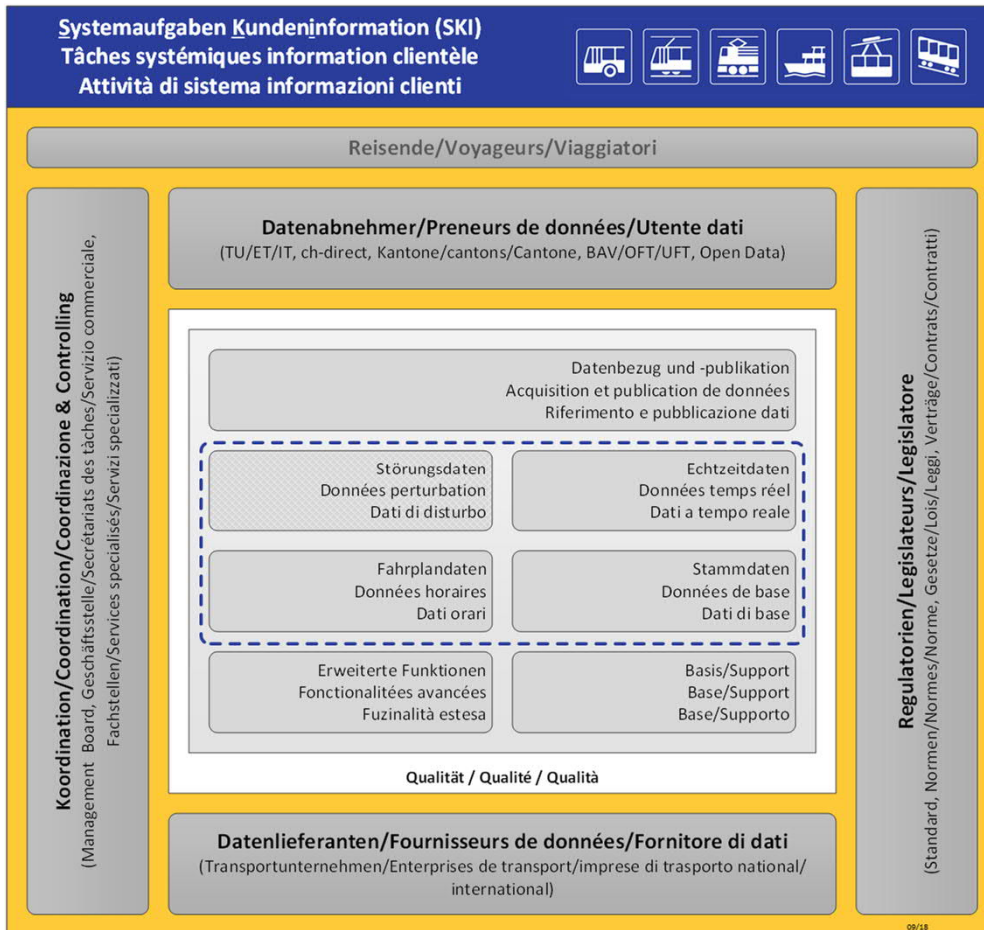 Systemaufgaben Kundeninformation (SKI)
Tâches systémiques information clientèle
Attività di sistema informazioni clienti
Reisende/Voyageurs/Viaggiatori
Koordination/Coordination/Coordinazione & Controlling
(Management Board, Geschäftsstelle/Secrétariats des tâches/Servizio commerciale,
Fachstellen/Services specialisés/Servizi specializzati)
Datenabnehmer/Preneurs de données/Utente dati
(TU/ET/IT, ch-direct, Kantone/cantons/Cantone, BAV/OFT/UFT, Open Data)
Datenbezug und -publikation
Acquisition et publication de données
Riferimento e pubblicazione dati
Störungsdaten
Données perturbation
Dati di disturbo
Echtzeitdaten
Données temps réel
Dati a tempo reale
Fahrplandaten
Données horaires
Dati orari
Stammdaten
Données de base
Dati di base
Erweiterte Funktionen
Fonctionalitées avancées
Fuzinalità estesa
Basis/Support
Base/Support
Base/Supporto
Qualität / Qualité / Qualità
Datenlieferanten/Fournisseurs de données/Fornitore di dati
(Transportunternehmen/Enterprises de transport/imprese di trasporto national/
international)
Regulatorien/Legislateurs/Legislatore
(Standard, Normen/Normes/Norme, Gesetze/Lois/Leggi, Verträge/Contrats/Contratti)
09/18